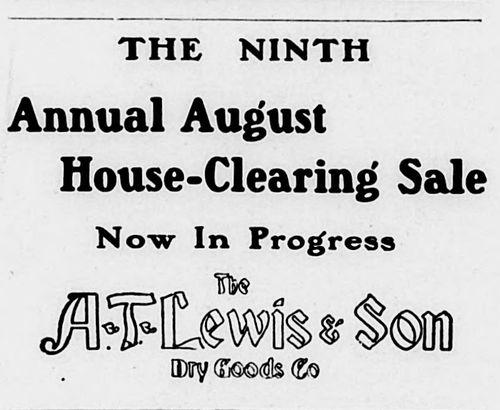 THE NINTH
Annual August
House-Clearing Sale
Now In Progress
The
A.T. Lewis & Son
Dry Goods Co